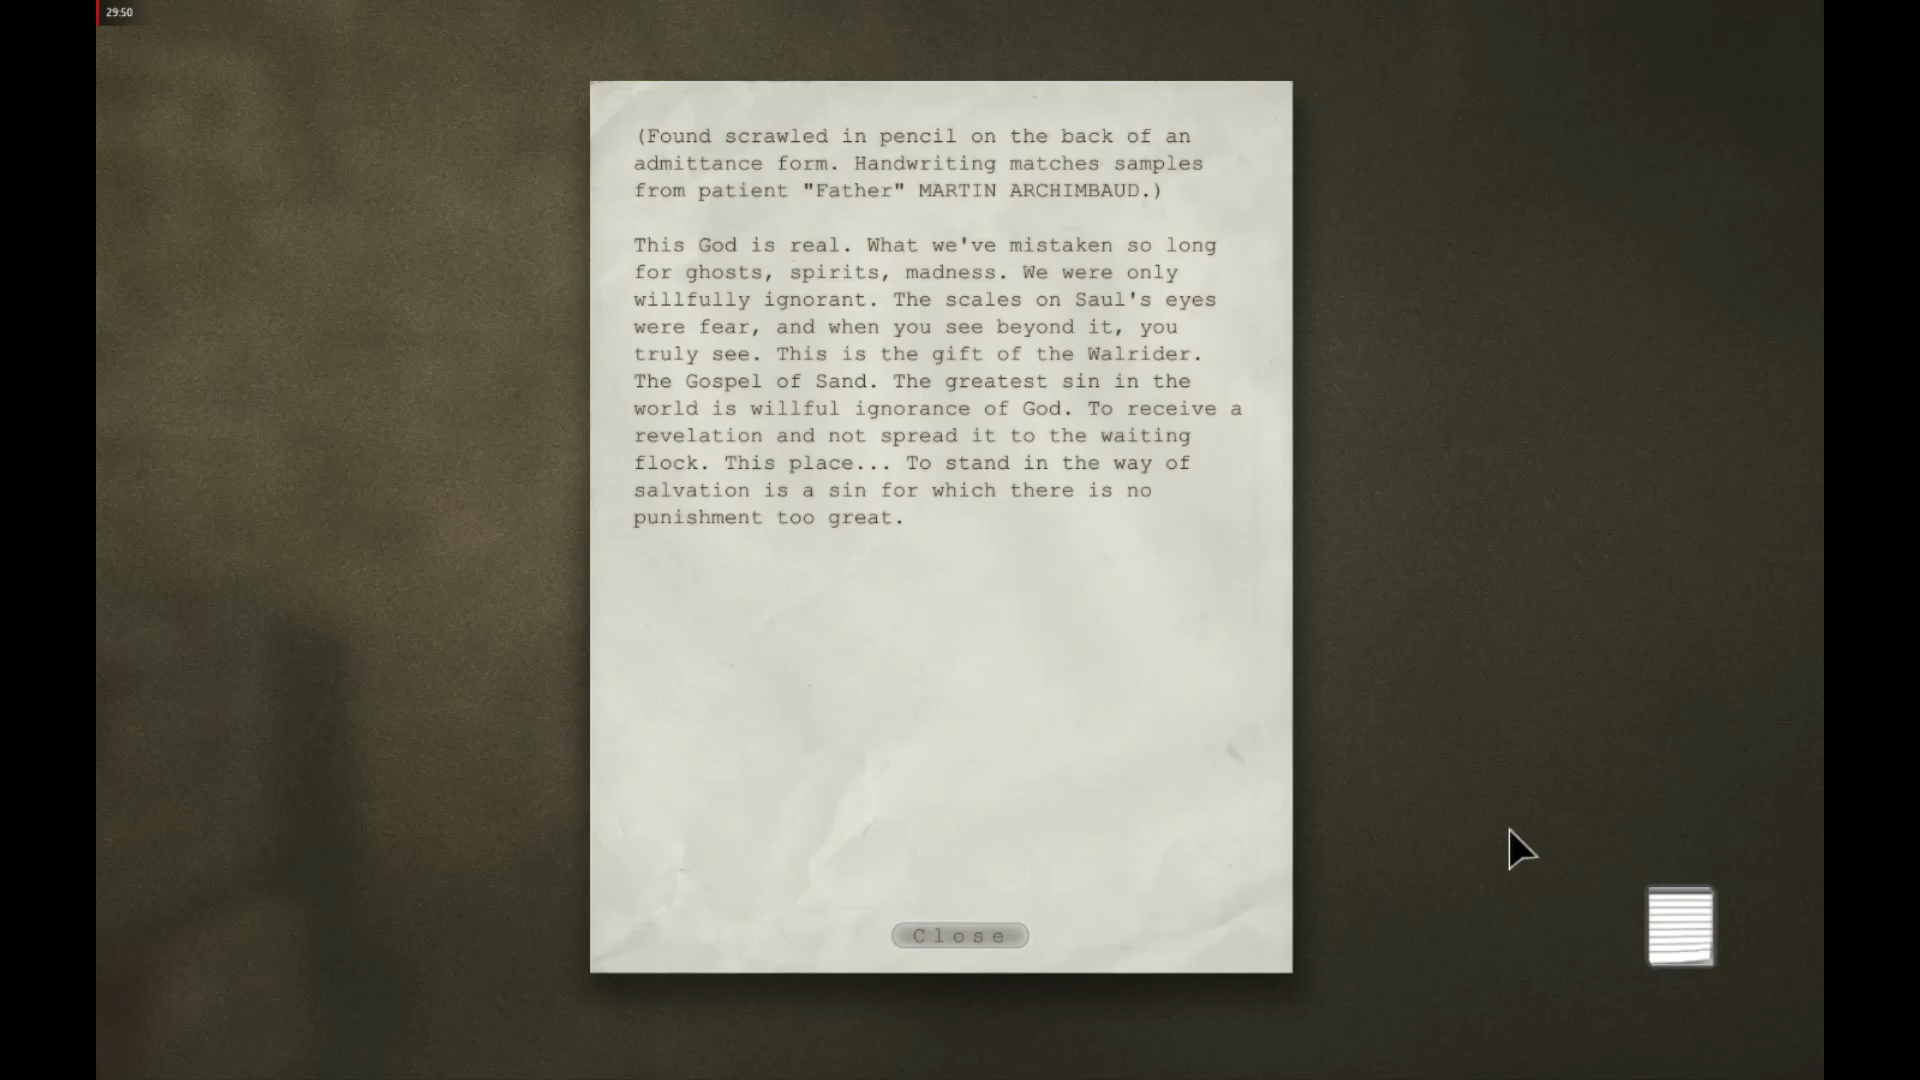 29:50
(Found scrawled in pencil on the back of an
admittance form. Handwriting matches samples
from patient "Father" MARTIN ARCHIMBAUD.)
This God is real. What we've mistaken so long
for ghosts, spirits, madness. We were only
willfully ignorant. The scales on Saul's eyes
were fear, and when you see beyond it, you
truly see. This is the gift of the Walrider.
The Gospel of Sand. The greatest sin in the
world is willful ignorance of God. To receive a
revelation and not spread it to the waiting
flock. This place... To stand in the way of
salvation is a sin for which there is no
punishment too great.
Close